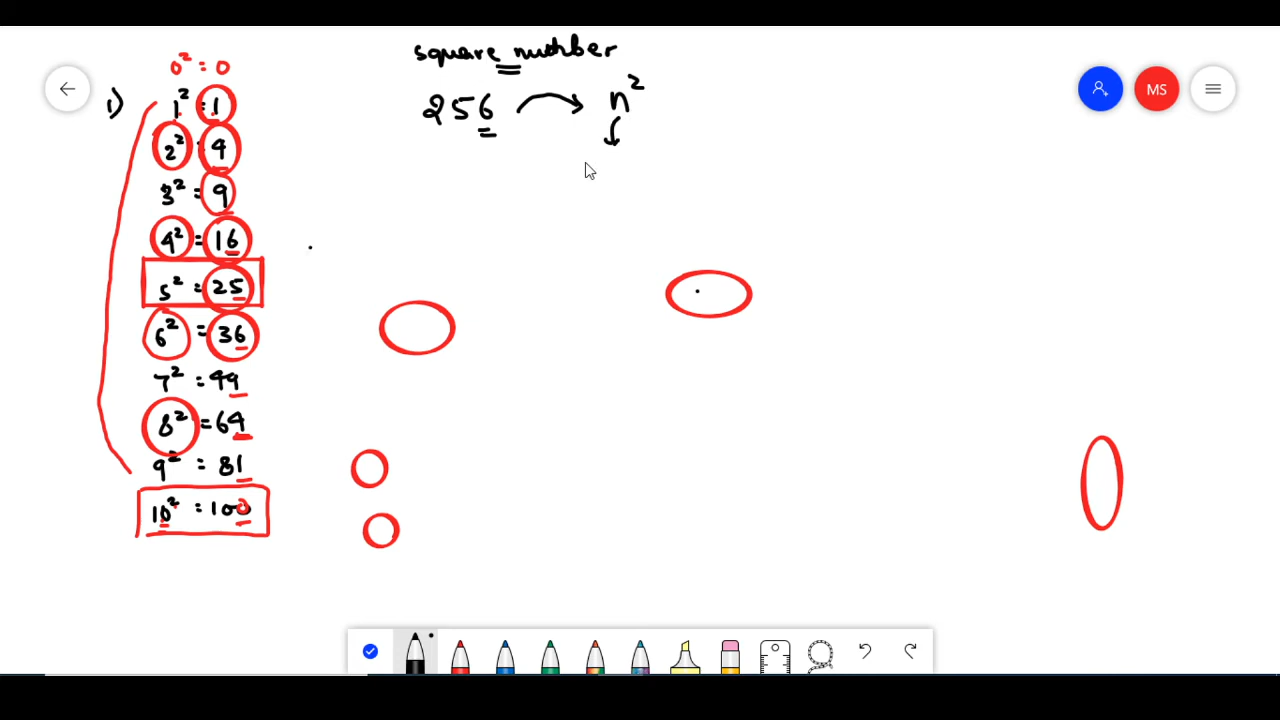 square number
256 → n²
0² = 0
1) 1² = 1
2² = 4
3² = 9
4² = 16
5² = 25
6² = 36
7² = 49
8² = 64
9² = 81
10² = 100
MS